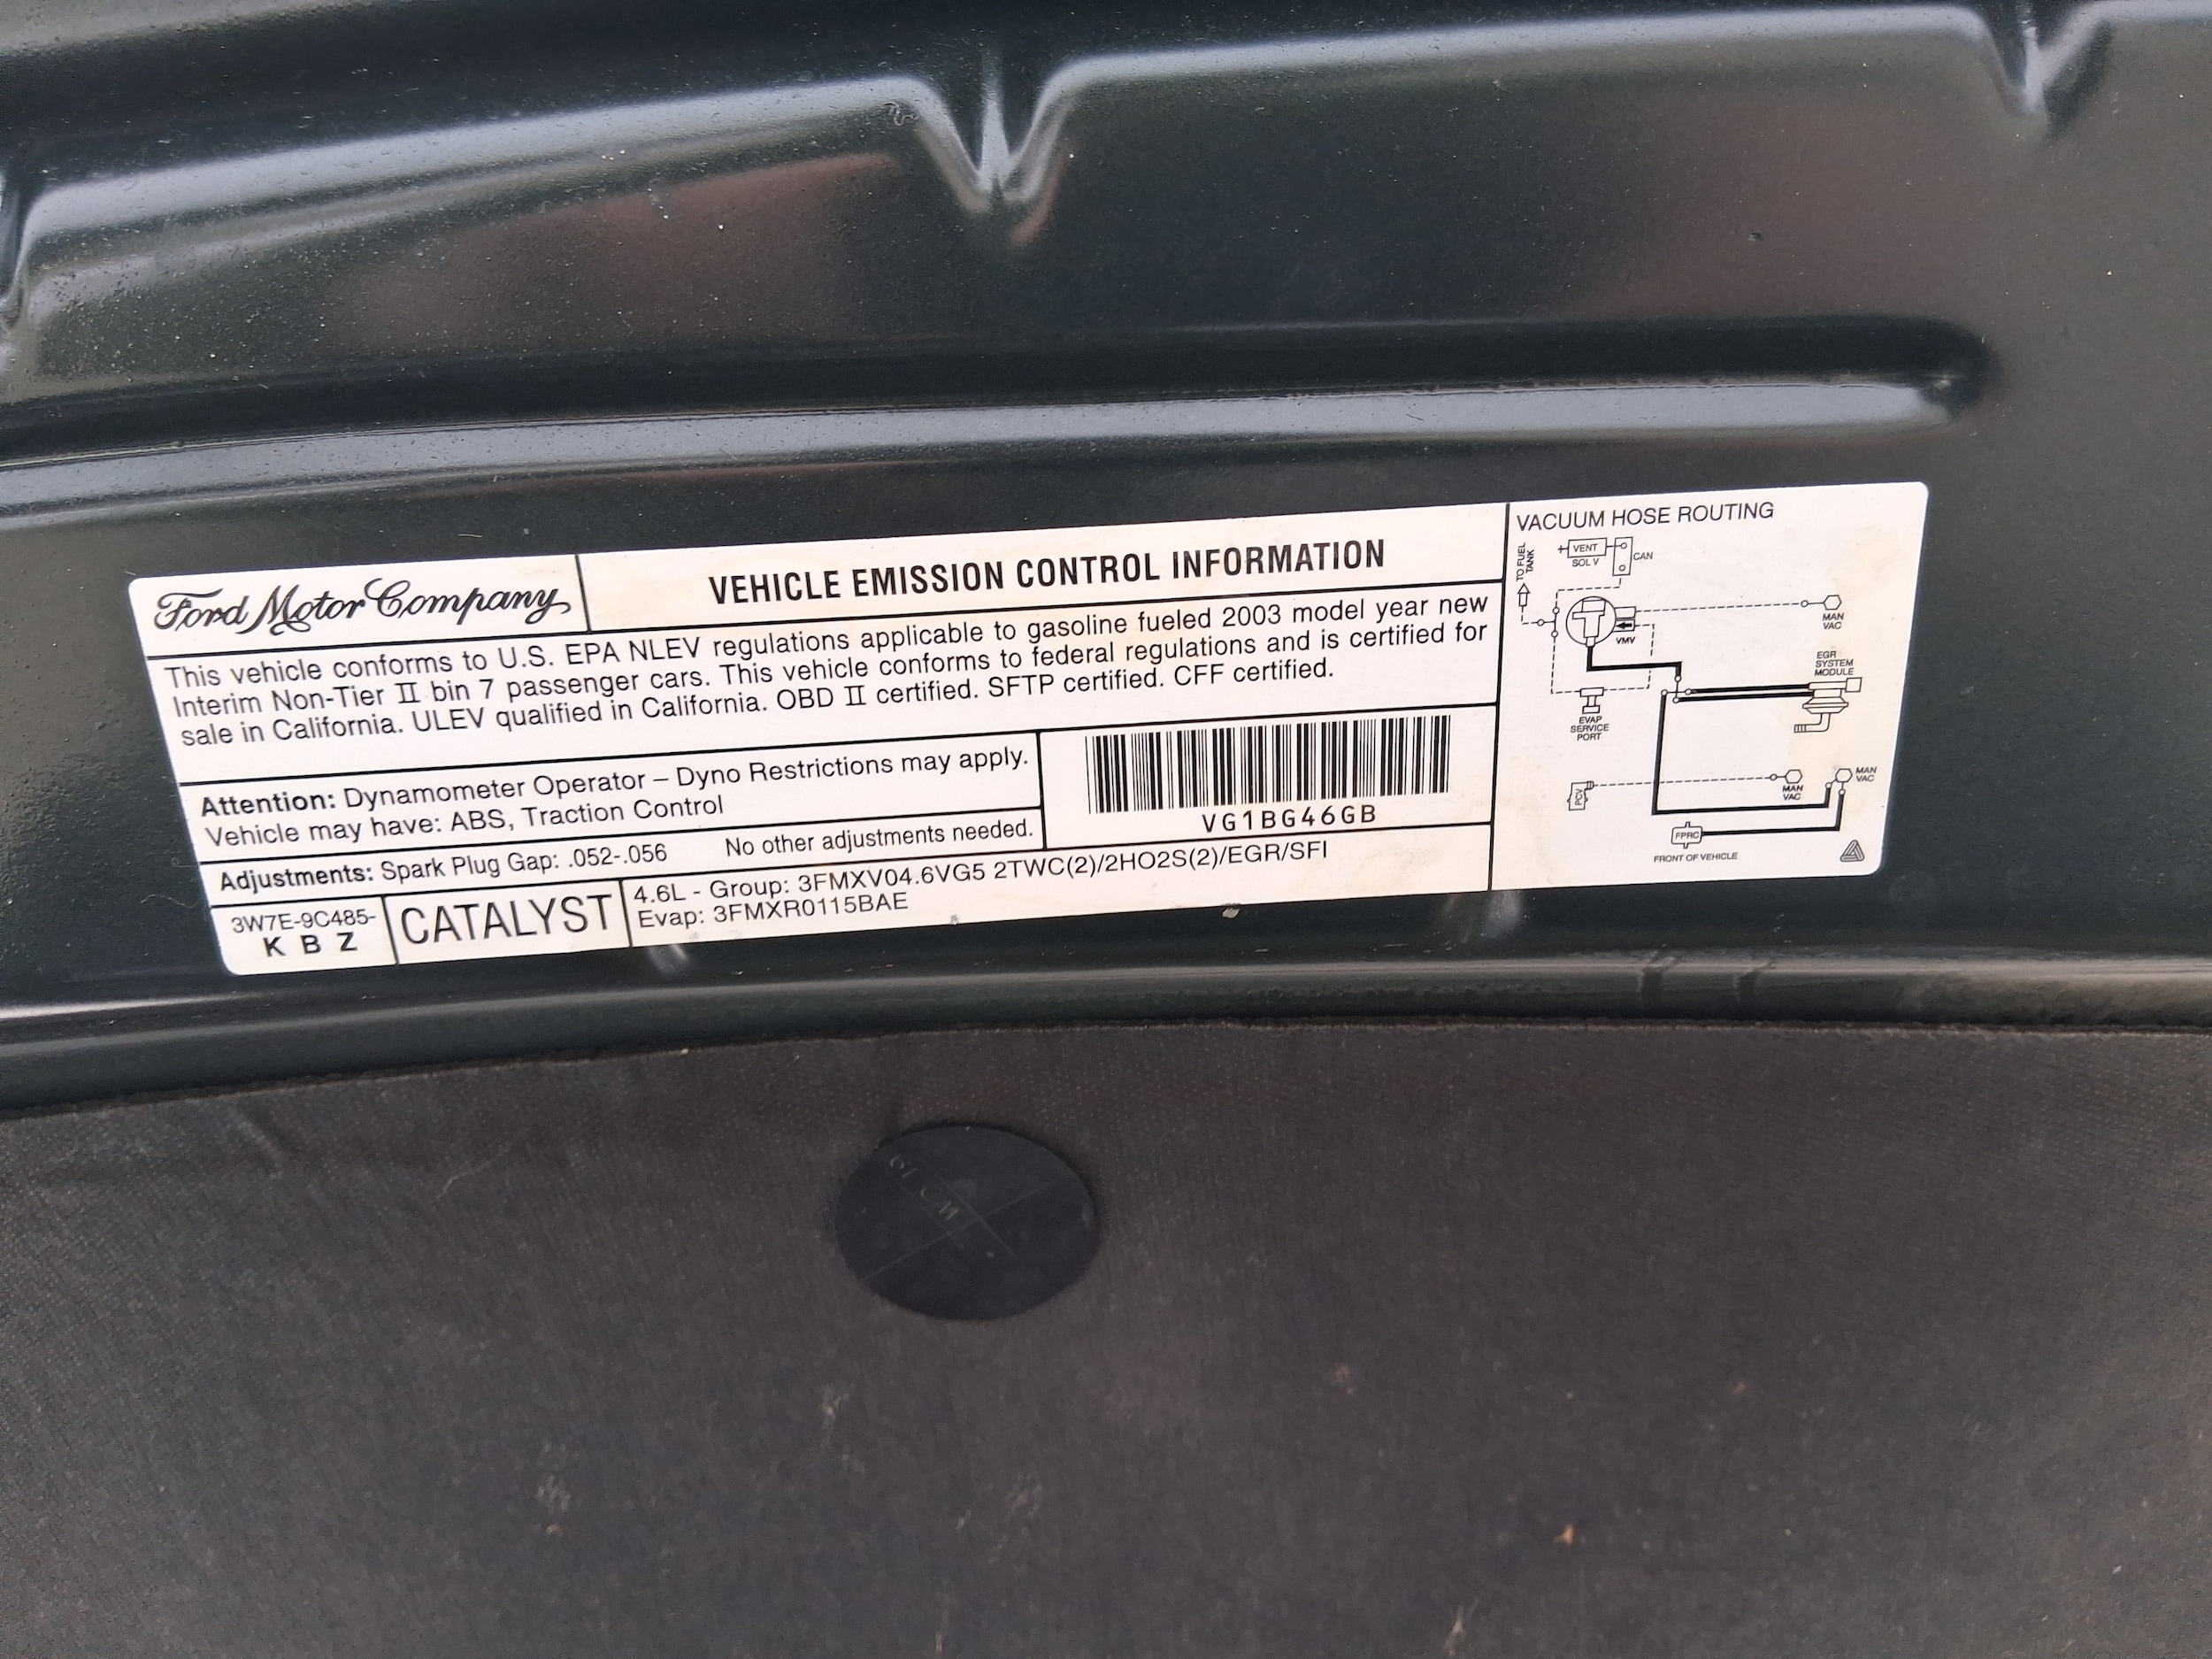 Ford Motor Company
VEHICLE EMISSION CONTROL INFORMATION
This vehicle conforms to U.S. EPA NLEV regulations applicable to gasoline fueled 2003 model year new
Interim Non-Tier II bin 7 passenger cars. This vehicle conforms to federal regulations and is certified for
sale in California. ULEV qualified in California. OBD II certified. SFTP certified. CFF certified.
Attention: Dynamometer Operator – Dyno Restrictions may apply.
Vehicle may have: ABS, Traction Control
VG1BG46GB
Adjustments: Spark Plug Gap: .052-.056 No other adjustments needed.
3W7E-9C485-
K B Z
CATALYST
4.6L - Group: 3FMXV04.6VG5 2TWC(2)/2HO2S(2)/EGR/SFI
Evap: 3FMXR0115BAE
VACUUM HOSE ROUTING
TO FUEL
TANK
VENT
SOL V
CAN
VMV
MAN
VAC
EGR
SYSTEM
MODULE
EVAP
SERVICE
PORT
PCV
MAN
VAC
MAN
VAC
FPRC
FRONT OF VEHICLE